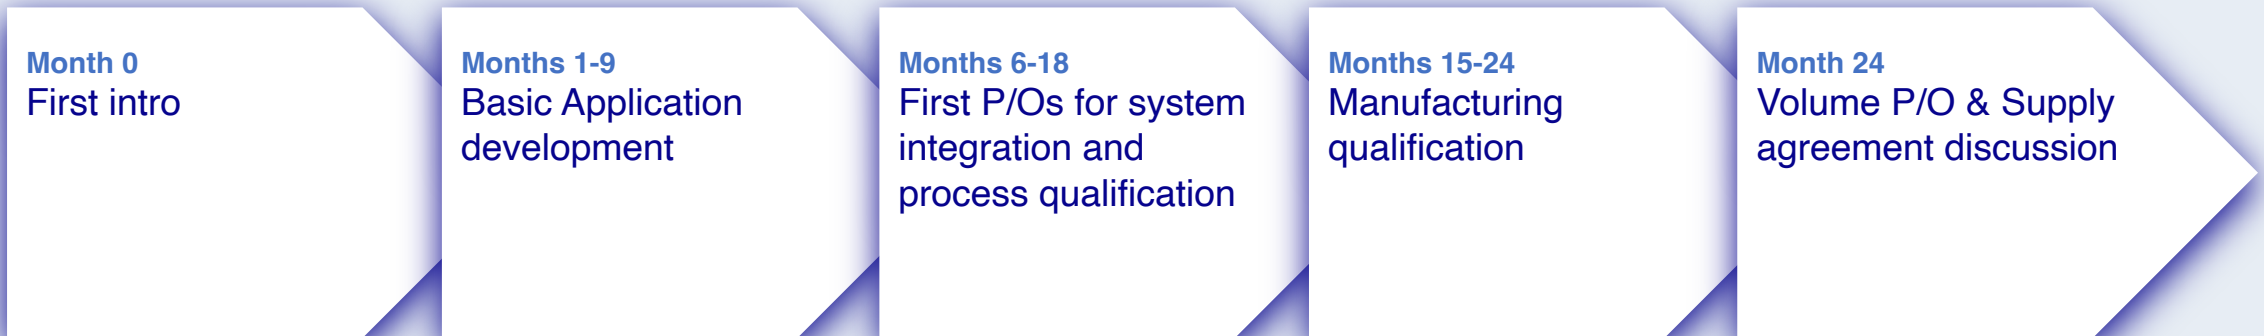 Month 0
First intro
Months 1-9
Basic Application
development
Months 6-18
First P/Os for system
integration and
process qualification
Months 15-24
Manufacturing
qualification
Month 24
Volume P/O & Supply
agreement discussion